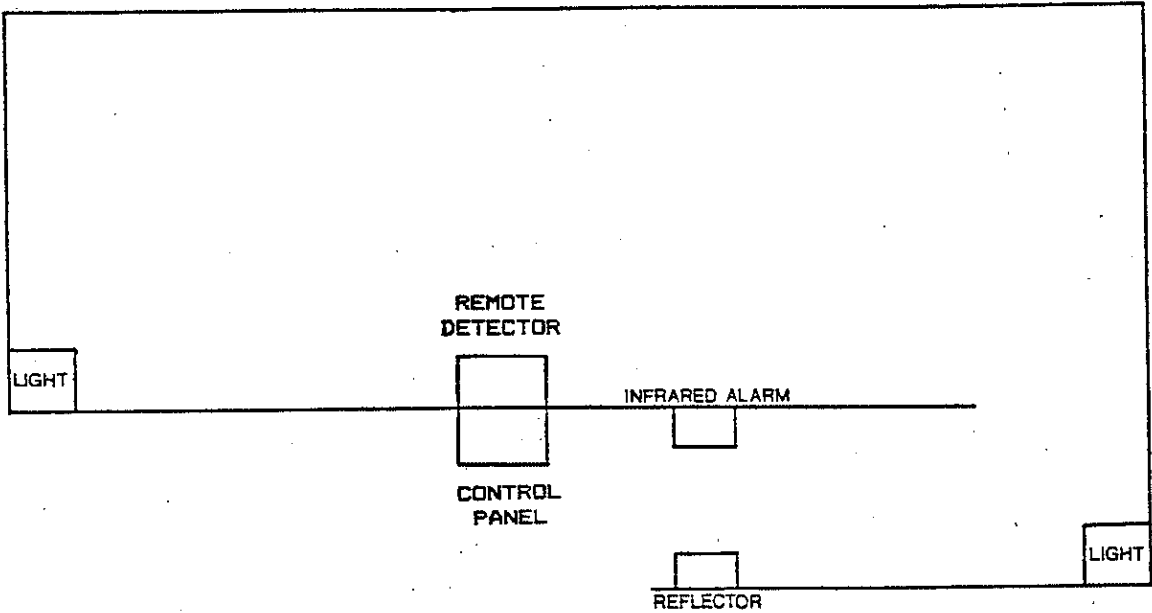 REMOTE
DETECTOR
LIGHT
INFRARED ALARM
CONTROL
PANEL
LIGHT
REFLECTOR